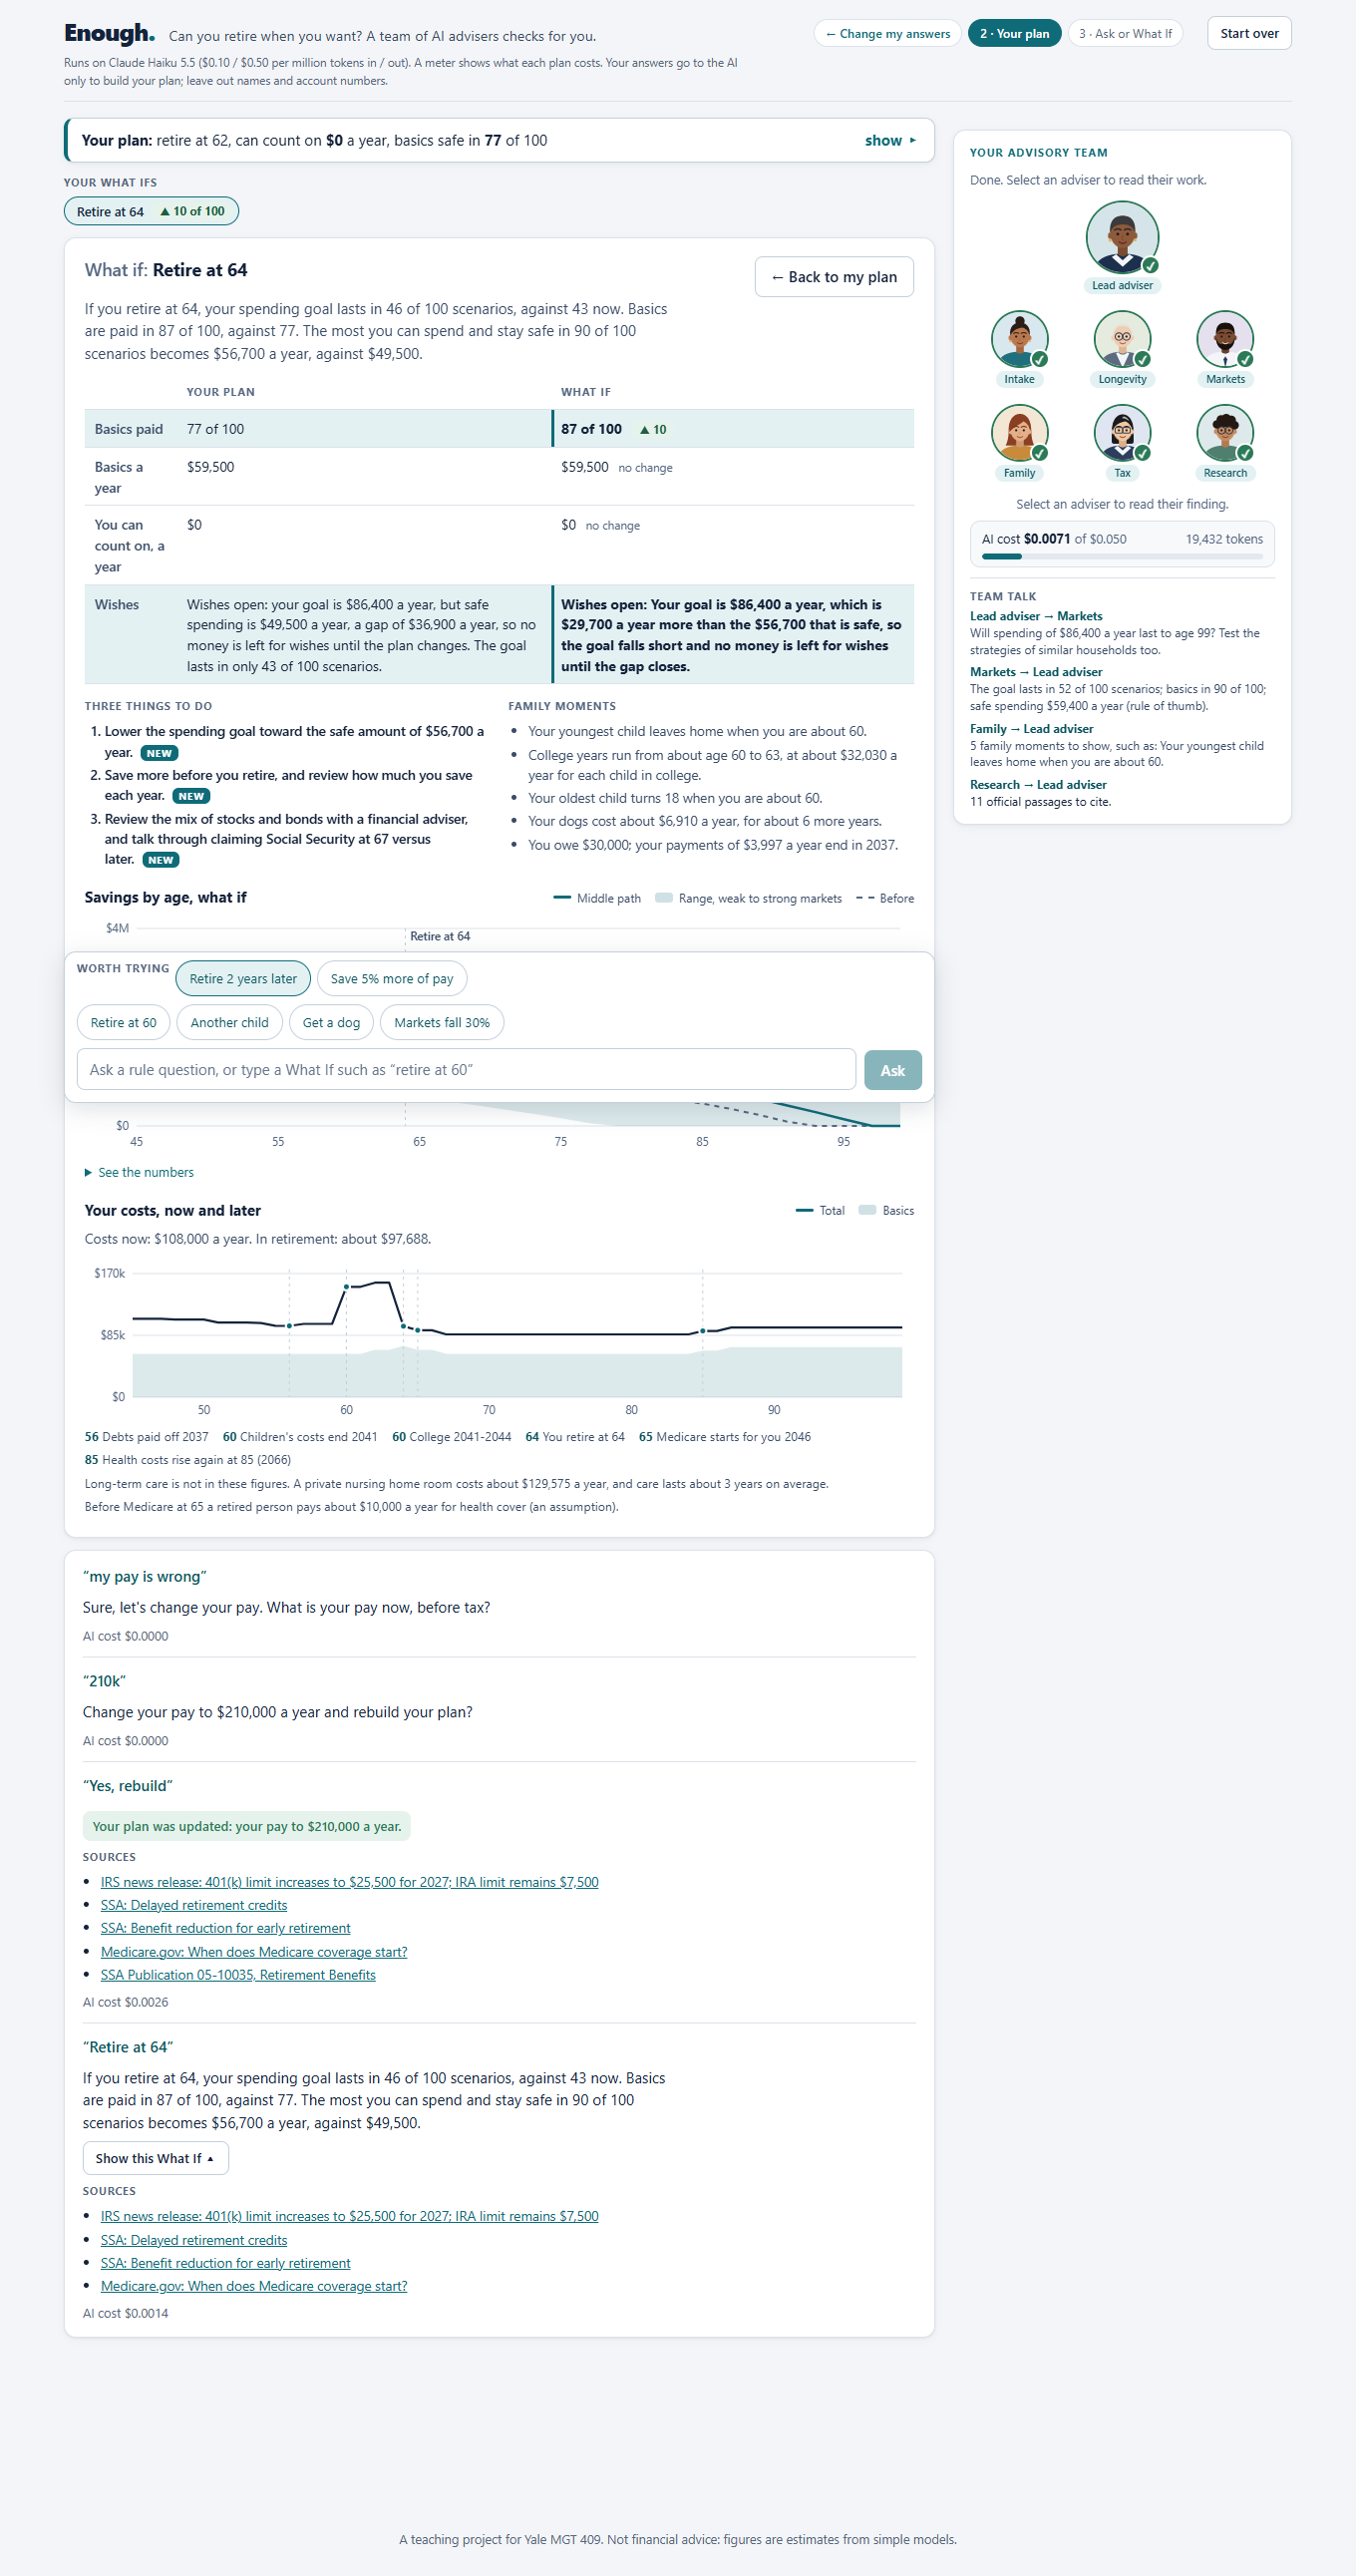 Enough. Can you retire when you want? A team of AI advisers checks for you.
Runs on Claude Haiku 5.5 ($0.10 / $0.50 per million tokens in / out). A meter shows what each plan costs. Your answers go to the AI
only to build your plan; leave out names and account numbers.
← Change my answers
2 · Your plan
3 · Ask or What If
Start over
Your plan: retire at 62, can count on $0 a year, basics safe in 77 of 100
show ▸
YOUR WHAT IFS
Retire at 64 ▲ 10 of 100
What if: Retire at 64
← Back to my plan
If you retire at 64, your spending goal lasts in 46 of 100 scenarios, against 43 now. Basics
are paid in 87 of 100, against 77. The most you can spend and stay safe in 90 of 100
scenarios becomes $56,700 a year, against $49,500.
YOUR PLAN WHAT IF
Basics paid 77 of 100 87 of 100 ▲ 10
Basics a $59,500 $59,500 no change
year
You can $0 $0 no change
count on, a
year
Wishes
Wishes open: your goal is $86,400 a year, but safe
spending is $49,500 a year, a gap of $36,900 a year, so no
money is left for wishes until the plan changes. The goal
lasts in only 43 of 100 scenarios.
Wishes open: Your goal is $86,400 a year, which is
$29,700 a year more than the $56,700 that is safe, so
the goal falls short and no money is left for wishes
until the gap closes.
THREE THINGS TO DO
1. Lower the spending goal toward the safe amount of $56,700 a
year. NEW
2. Save more before you retire, and review how much you save
each year. NEW
3. Review the mix of stocks and bonds with a financial adviser,
and talk through claiming Social Security at 67 versus
later. NEW
FAMILY MOMENTS
• Your youngest child leaves home when you are about 60.
• College years run from about age 60 to 63, at about $32,030 a
year for each child in college.
• Your oldest child turns 18 when you are about 60.
• Your dogs cost about $6,910 a year, for about 6 more years.
• You owe $30,000; your payments of $3,997 a year end in 2037.
Savings by age, what if
Middle path Range, weak to strong markets Before
$4M
Retire at 64
WORTH TRYING
Retire 2 years later
Save 5% more of pay
Retire at 60
Another child
Get a dog
Markets fall 30%
Ask a rule question, or type a What If such as “retire at 60”
Ask
$0
45 55 65 75 85 95
▶ See the numbers
Your costs, now and later
Total Basics
Costs now: $108,000 a year. In retirement: about $97,688.
$170k
$85k
$0
50 60 70 80 90
56 Debts paid off 2037 60 Children's costs end 2041 60 College 2041-2044 64 You retire at 64 65 Medicare starts for you 2046
85 Health costs rise again at 85 (2066)
Long-term care is not in these figures. A private nursing home room costs about $129,575 a year, and care lasts about 3 years on average.
Before Medicare at 65 a retired person pays about $10,000 a year for health cover (an assumption).
“my pay is wrong”
Sure, let's change your pay. What is your pay now, before tax?
AI cost $0.0000
“210k”
Change your pay to $210,000 a year and rebuild your plan?
AI cost $0.0000
“Yes, rebuild”
Your plan was updated: your pay to $210,000 a year.
SOURCES
• IRS news release: 401(k) limit increases to $25,500 for 2027; IRA limit remains $7,500
• SSA: Delayed retirement credits
• SSA: Benefit reduction for early retirement
• Medicare.gov: When does Medicare coverage start?
• SSA Publication 05-10035, Retirement Benefits
AI cost $0.0026
“Retire at 64”
If you retire at 64, your spending goal lasts in 46 of 100 scenarios, against 43 now. Basics
are paid in 87 of 100, against 77. The most you can spend and stay safe in 90 of 100
scenarios becomes $56,700 a year, against $49,500.
Show this What If ▲
SOURCES
• IRS news release: 401(k) limit increases to $25,500 for 2027; IRA limit remains $7,500
• SSA: Delayed retirement credits
• SSA: Benefit reduction for early retirement
• Medicare.gov: When does Medicare coverage start?
AI cost $0.0014
YOUR ADVISORY TEAM
Done. Select an adviser to read their work.
Lead adviser
Intake Longevity Markets
Family Tax Research
Select an adviser to read their finding.
AI cost $0.0071 of $0.050 19,432 tokens
TEAM TALK
Lead adviser → Markets
Will spending of $86,400 a year last to age 99? Test the
strategies of similar households too.
Markets → Lead adviser
The goal lasts in 52 of 100 scenarios; basics in 90 of 100;
safe spending $59,400 a year (rule of thumb).
Family → Lead adviser
5 family moments to show, such as: Your youngest child
leaves home when you are about 60.
Research → Lead adviser
11 official passages to cite.
A teaching project for Yale MGT 409. Not financial advice: figures are estimates from simple models.